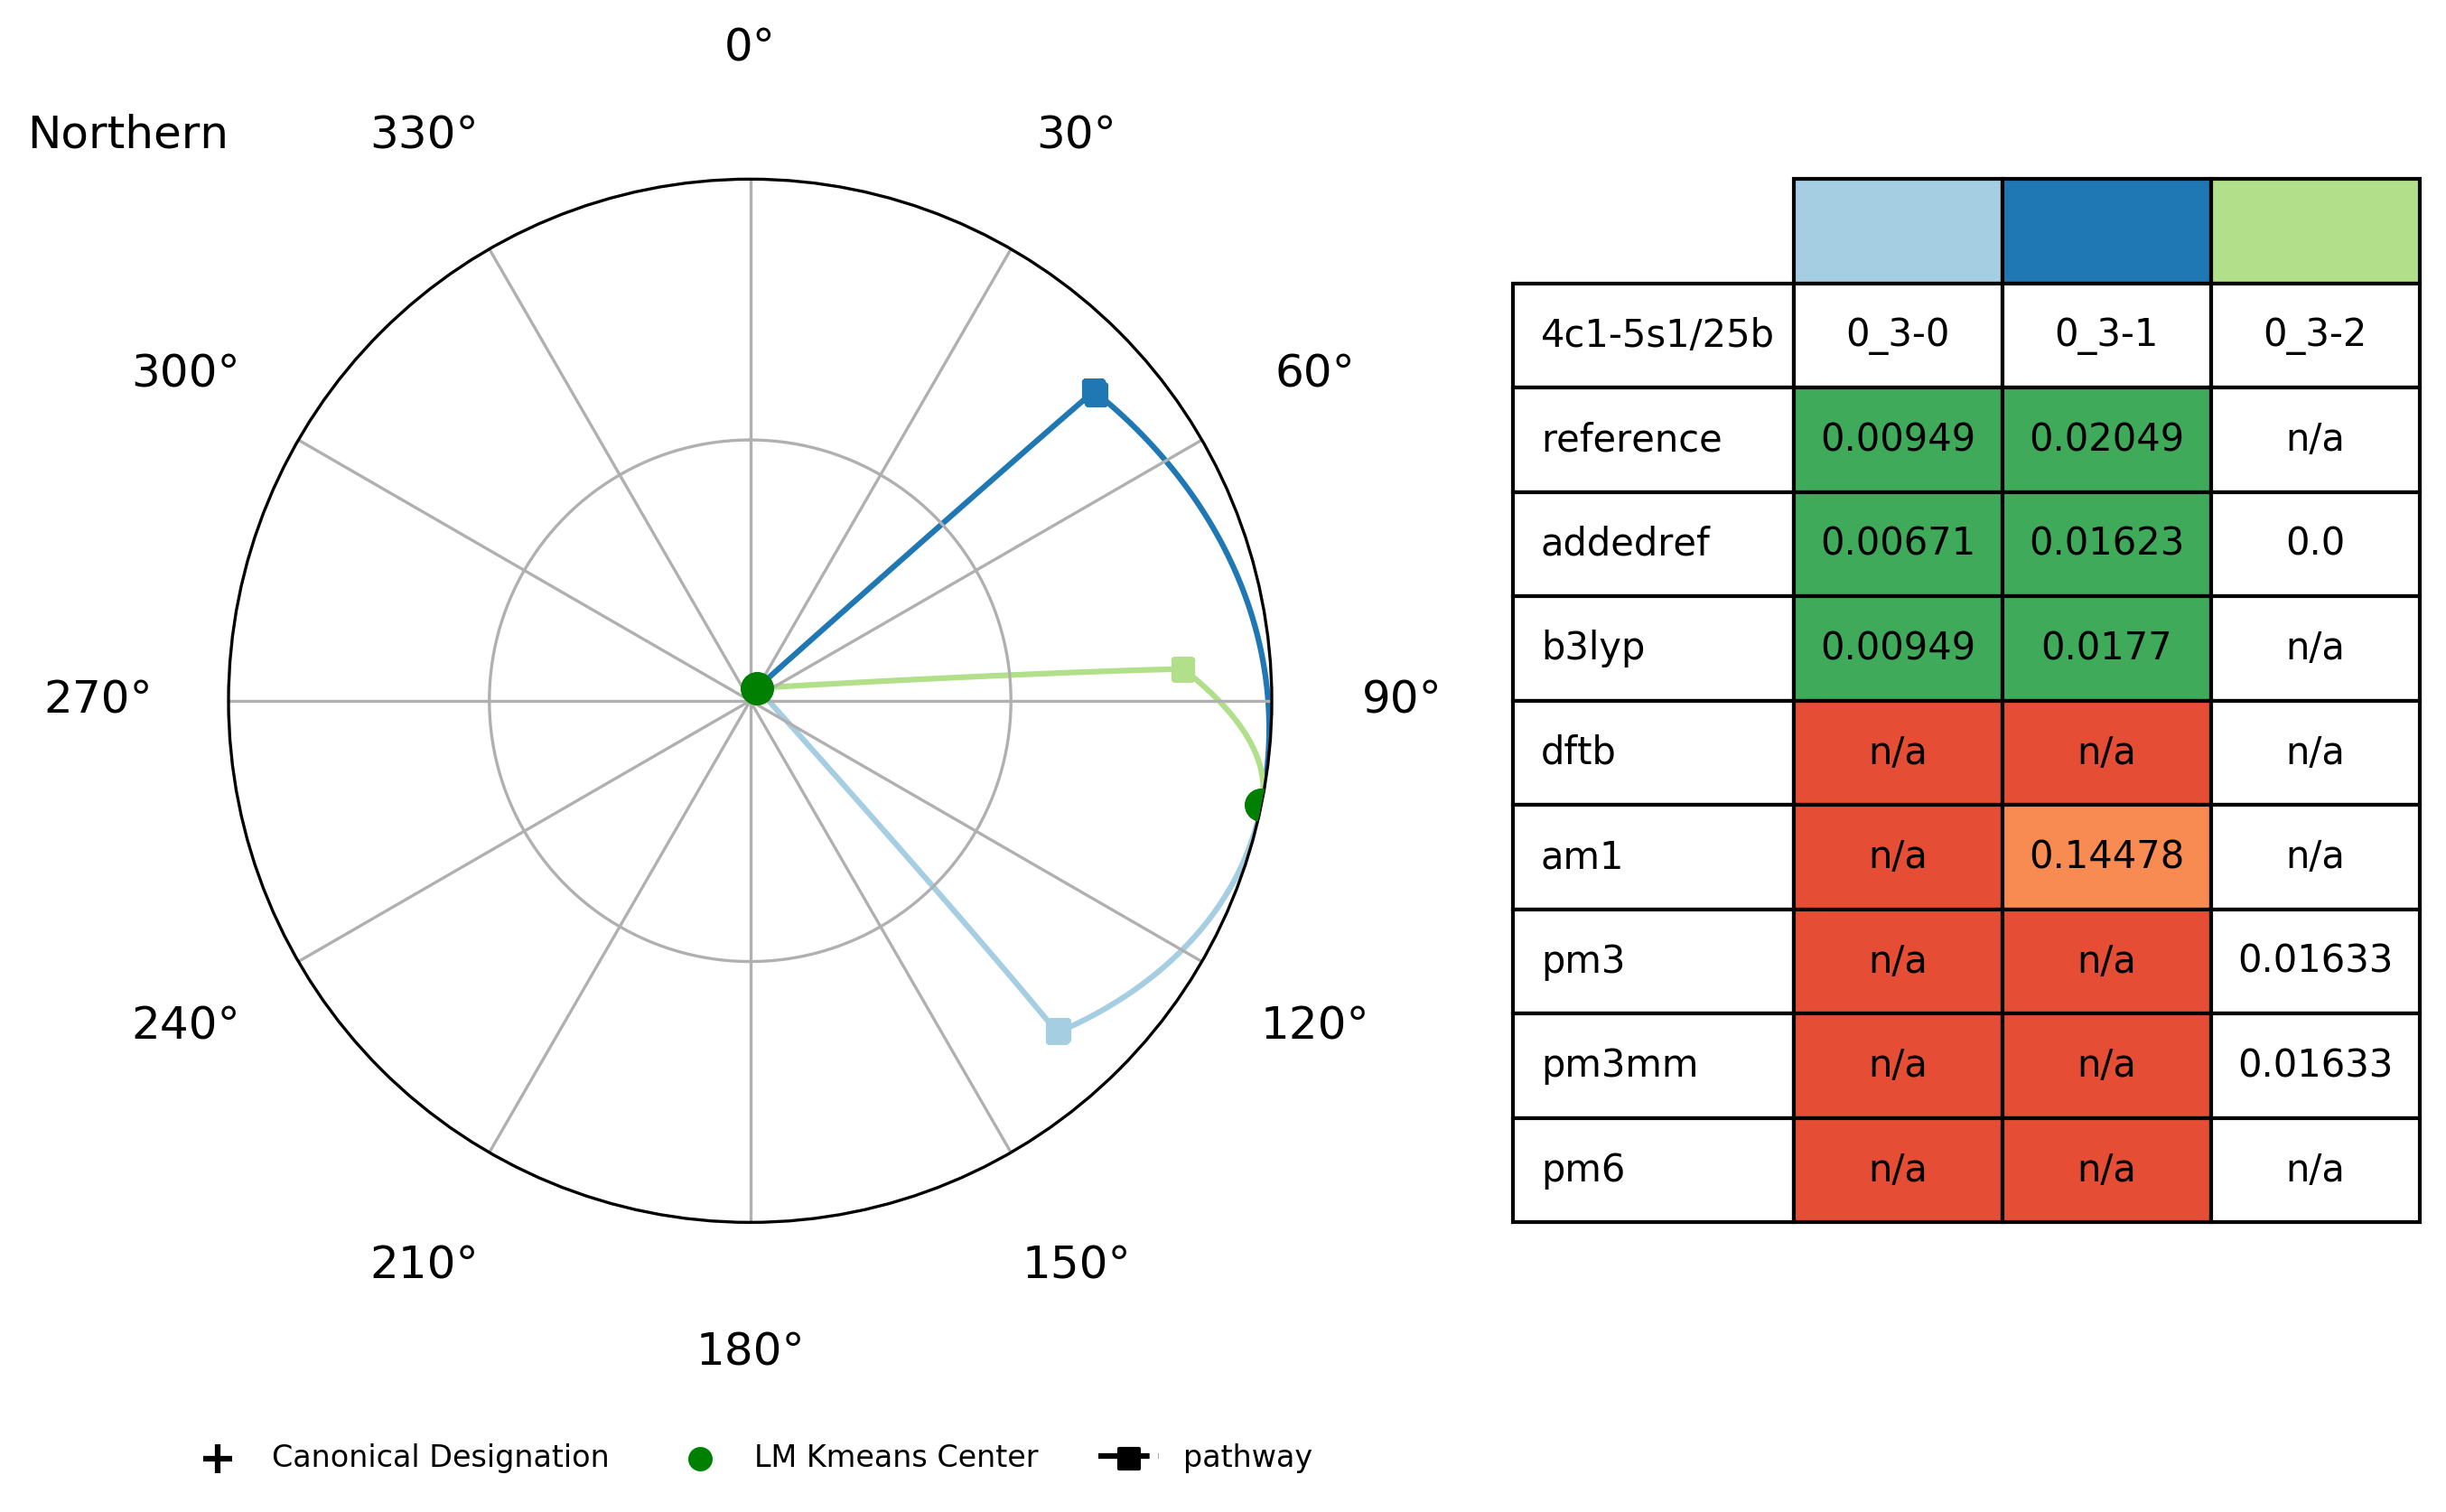 0°
Northern
330°
30°
300°
60°
270°
90°
240°
120°
210°
150°
180°
Canonical Designation
LM Kmeans Center
pathway
4c1-5s1/25b 0_3-0 0_3-1 0_3-2
reference 0.00949 0.02049 n/a
addedref 0.00671 0.01623 0.0
b3lyp 0.00949 0.0177 n/a
dftb n/a n/a n/a
am1 n/a 0.14478 n/a
pm3 n/a n/a 0.01633
pm3mm n/a n/a 0.01633
pm6 n/a n/a n/a